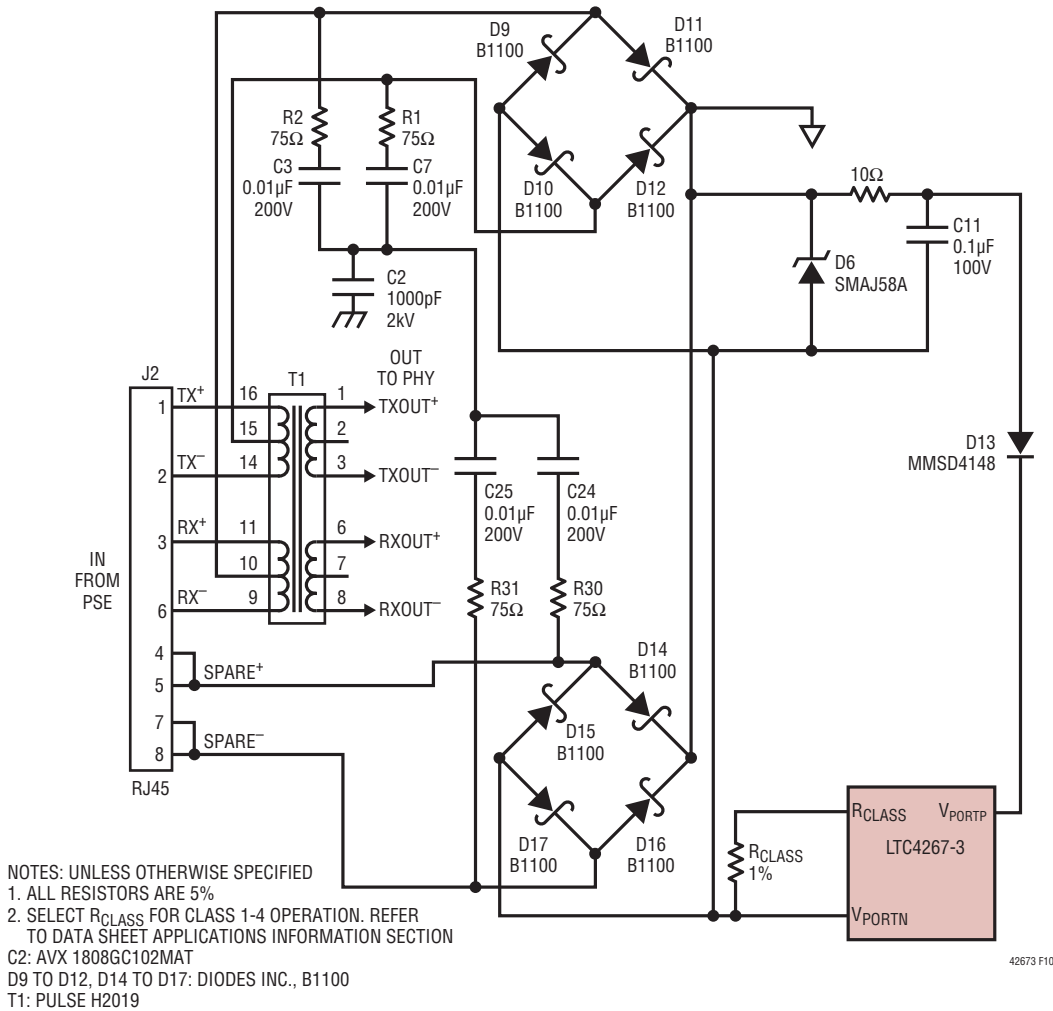 D9
B1100
D11
B1100
R2
75Ω
R1
75Ω
C3
0.01µF
200V
C7
0.01µF
200V
D10
B1100
D12
B1100
10Ω
C11
0.1µF
100V
D6
SMAJ58A
C2
1000pF
2kV
J2
T1
OUT
TO PHY
1 TX+ 16 1 TXOUT+
15 2
2 TX– 14 3 TXOUT–
3 RX+ 11 6 RXOUT+
10 7
6 RX– 9 8 RXOUT–
IN
FROM
PSE
4
5 SPARE+
7
8 SPARE–
RJ45
C25
0.01µF
200V
C24
0.01µF
200V
R31
75Ω
R30
75Ω
D13
MMSD4148
D14
B1100
D15
B1100
D17
B1100
D16
B1100
RCLASS
1%
RCLASS VPORTP
LTC4267-3
VPORTN
NOTES: UNLESS OTHERWISE SPECIFIED
1. ALL RESISTORS ARE 5%
2. SELECT RCLASS FOR CLASS 1-4 OPERATION. REFER
TO DATA SHEET APPLICATIONS INFORMATION SECTION
C2: AVX 1808GC102MAT
D9 TO D12, D14 TO D17: DIODES INC., B1100
T1: PULSE H2019
42673 F10